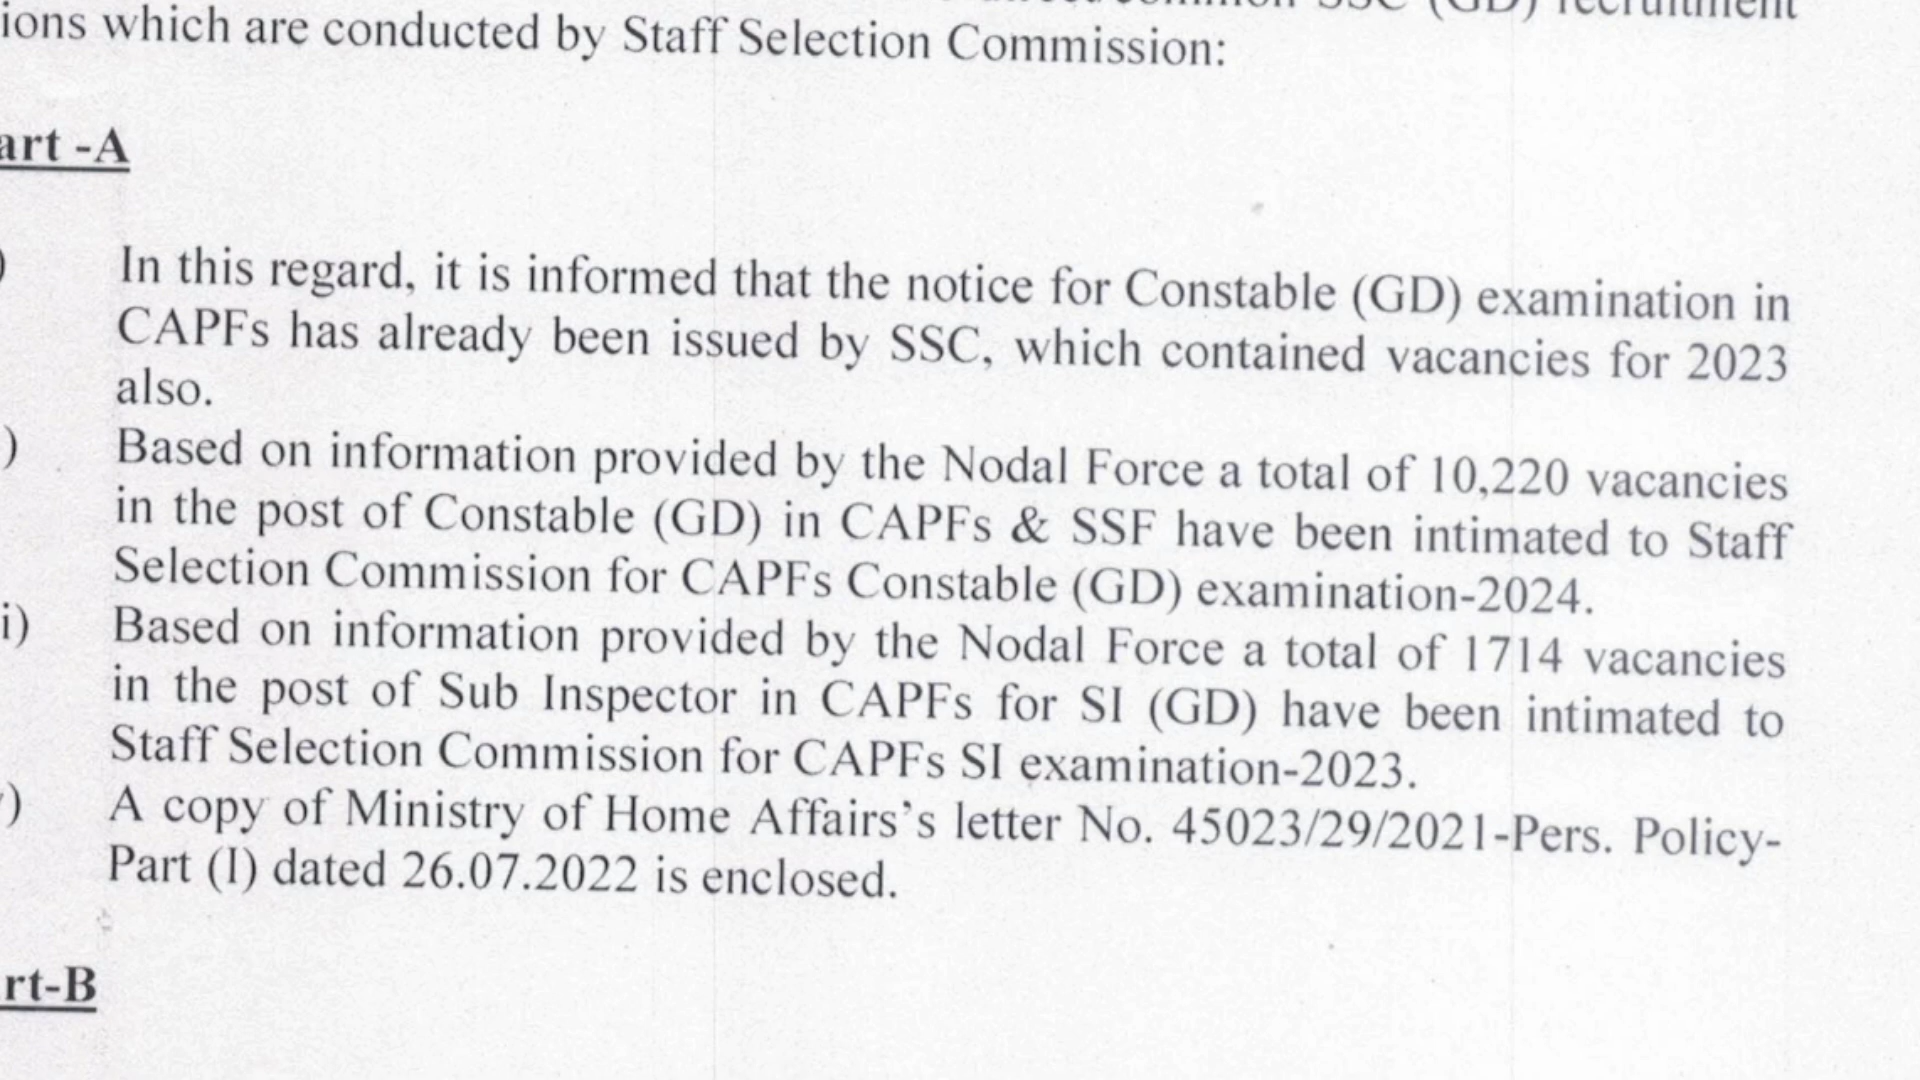 (GD) recruitment
ions which are conducted by Staff Selection Commission:
art -A
) In this regard, it is informed that the notice for Constable (GD) examination in
CAPFs has already been issued by SSC, which contained vacancies for 2023
also.
) Based on information provided by the Nodal Force a total of 10,220 vacancies
in the post of Constable (GD) in CAPFs & SSF have been intimated to Staff
Selection Commission for CAPFs Constable (GD) examination-2024.
i) Based on information provided by the Nodal Force a total of 1714 vacancies
in the post of Sub Inspector in CAPFs for SI (GD) have been intimated to
Staff Selection Commission for CAPFs SI examination-2023.
) A copy of Ministry of Home Affairs's letter No. 45023/29/2021-Pers. Policy-
Part (I) dated 26.07.2022 is enclosed.
rt-B